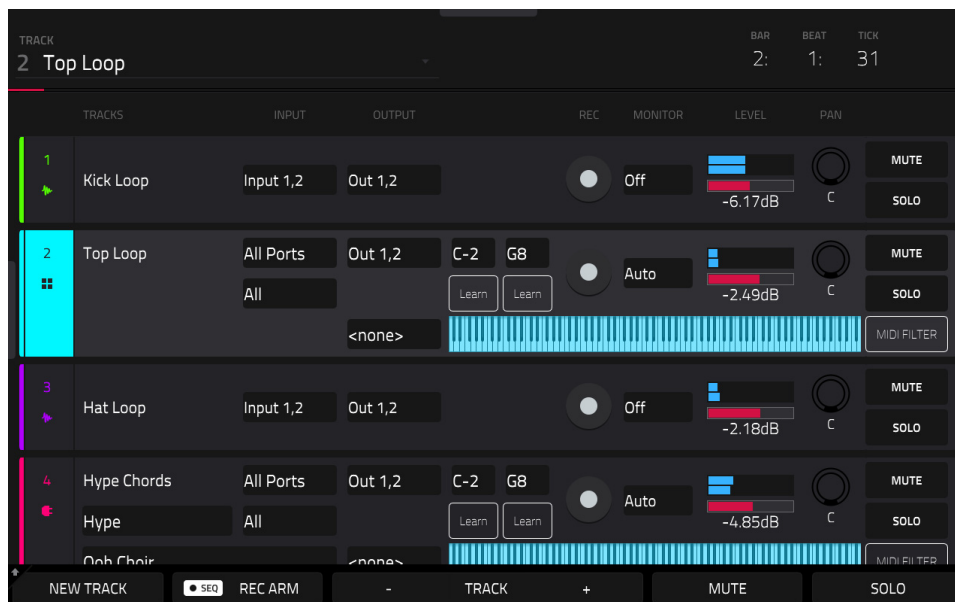 TRACK BAR BEAT TICK
2 Top Loop 2: 1: 31
TRACKS INPUT OUTPUT REC MONITOR LEVEL PAN
1 Kick Loop Input 1,2 Out 1,2 Off -6.17dB C MUTE
SOLO
2 Top Loop All Ports Out 1,2 C-2 G8 Auto -2.49dB C MUTE
All Learn Learn SOLO
<none> MIDI FILTER
3 Hat Loop Input 1,2 Out 1,2 Off -2.18dB C MUTE
SOLO
4 Hype Chords All Ports Out 1,2 C-2 G8 Auto -4.85dB C MUTE
Hype All Learn Learn SOLO
Ooh Choir <none> MIDI FILTER
NEW TRACK SEQ REC ARM - TRACK + MUTE SOLO